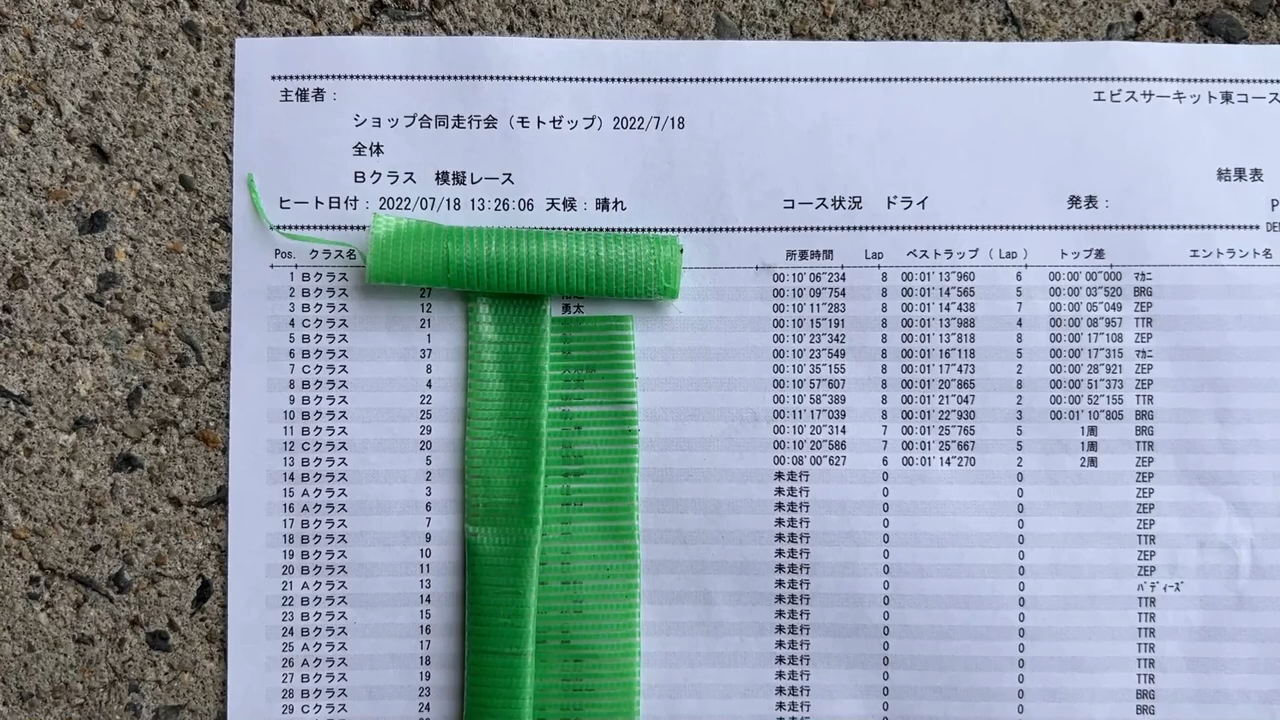 主催者：
エビスサーキット東コース
ショップ合同走行会（モトゼップ）2022/7/18
全体
Bクラス 模擬レース
結果表
ヒート日付： 2022/07/18 13:26:06 天候：晴れ コース状況 ドライ 発表：
Pos. クラス名 所要時間 Lap ベストラップ （ Lap ） トップ差 エントラント名
1 Bクラス 00:10'06"234 8 00:01'13"960 6 00:00'00"000 ﾏｶﾆ
2 Bクラス 27 00:10'09"754 8 00:01'14"565 5 00:00'03"520 BRG
3 Bクラス 12 勇太 00:10'11"283 8 00:01'14"438 7 00:00'05"049 ZEP
4 Cクラス 21 00:10'15"191 8 00:01'13"988 4 00:00'08"957 TTR
5 Bクラス 1 00:10'23"342 8 00:01'13"818 8 00:00'17"108 ZEP
6 Bクラス 37 00:10'23"549 8 00:01'16"118 5 00:00'17"315 ﾏｶﾆ
7 Cクラス 8 00:10'35"155 8 00:01'17"473 2 00:00'28"921 ZEP
8 Bクラス 4 00:10'57"607 8 00:01'20"865 8 00:00'51"373 ZEP
9 Bクラス 22 00:10'58"389 8 00:01'21"047 2 00:00'52"155 TTR
10 Bクラス 25 00:11'17"039 8 00:01'22"930 3 00:01'10"805 BRG
11 Bクラス 29 00:10'20"314 7 00:01'25"765 5 1周 BRG
12 Cクラス 20 00:10'20"586 7 00:01'25"667 5 1周 TTR
13 Bクラス 5 00:08'00"627 6 00:01'14"270 2 2周 ZEP
14 Bクラス 2 未走行 0 0 ZEP
15 Aクラス 3 未走行 0 0 ZEP
16 Aクラス 6 未走行 0 0 ZEP
17 Bクラス 7 未走行 0 0 ZEP
18 Bクラス 9 未走行 0 0 TTR
19 Bクラス 10 未走行 0 0 ZEP
20 Bクラス 11 未走行 0 0 ZEP
21 Aクラス 13 未走行 0 0 ﾊﾞﾃﾞｨｰｽﾞ
22 Bクラス 14 未走行 0 0 TTR
23 Bクラス 15 未走行 0 0 TTR
24 Bクラス 16 未走行 0 0 TTR
25 Aクラス 17 未走行 0 0 TTR
26 Aクラス 18 未走行 0 0 TTR
27 Bクラス 19 未走行 0 0 TTR
28 Bクラス 23 未走行 0 0 BRG
29 Cクラス 24 未走行 0 0 BRG